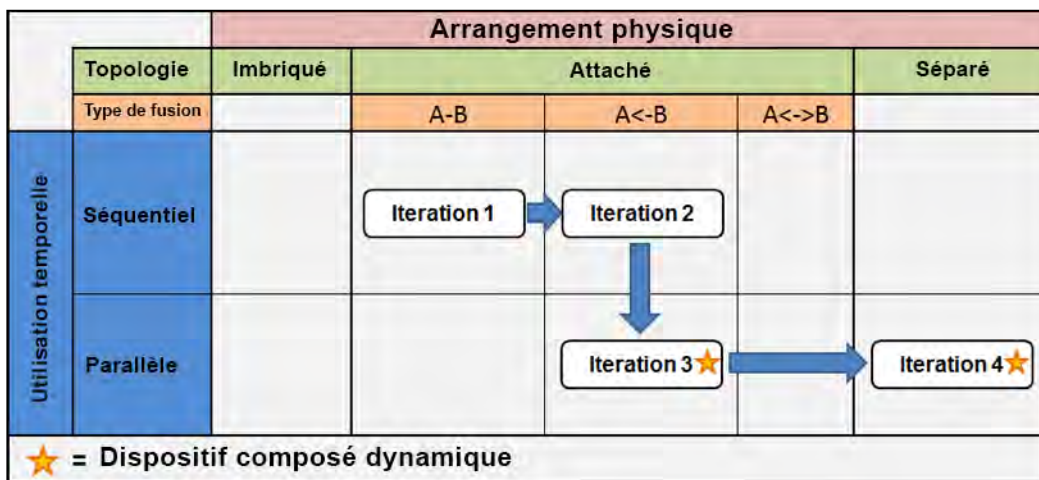 Arrangement physique
Topologie Imbriqué Attaché Séparé
Type de fusion A-B A<-B A<->B
Utilisation temporelle
Séquentiel Iteration 1 Iteration 2
Parallèle Iteration 3 Iteration 4
= Dispositif composé dynamique